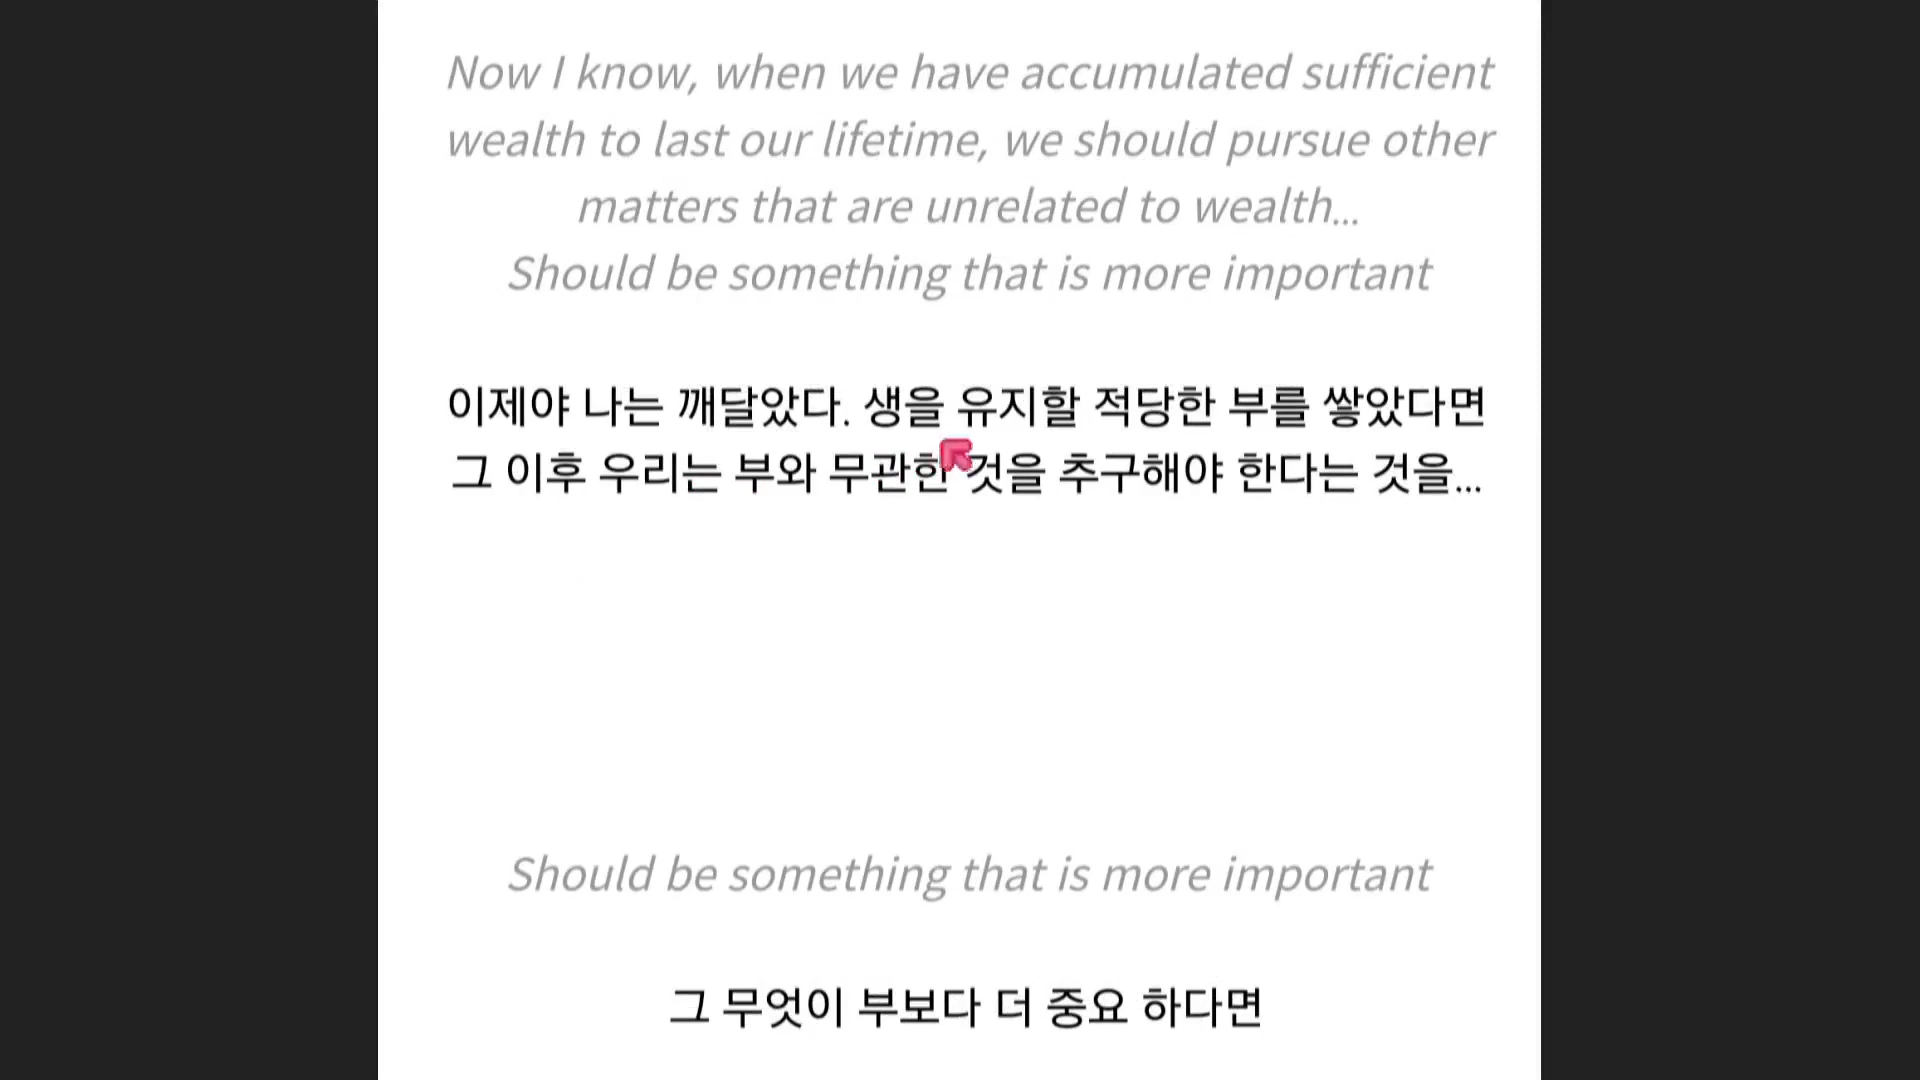 Now I know, when we have accumulated sufficient
wealth to last our lifetime, we should pursue other
matters that are unrelated to wealth...
Should be something that is more important
이제야 나는 깨달았다. 생을 유지할 적당한 부를 쌓았다면
그 이후 우리는 부와 무관한 것을 추구해야 한다는 것을...
Should be something that is more important
그 무엇이 부보다 더 중요 하다면